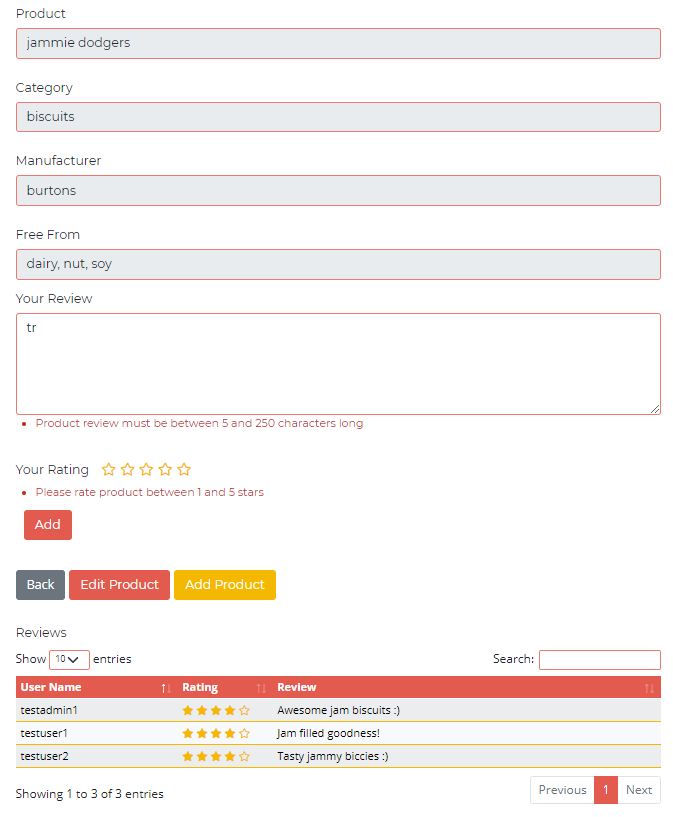 Product
jammie dodgers
Category
biscuits
Manufacturer
burtons
Free From
dairy, nut, soy
Your Review
tr
Product review must be between 5 and 250 characters long
Your Rating
Please rate product between 1 and 5 stars
Add
Back Edit Product Add Product
Reviews
Show 10 entries Search:
User Name Rating Review
testadmin1 Awesome jam biscuits :)
testuser1 Jam filled goodness!
testuser2 Tasty jammy biccies :)
Showing 1 to 3 of 3 entries Previous 1 Next